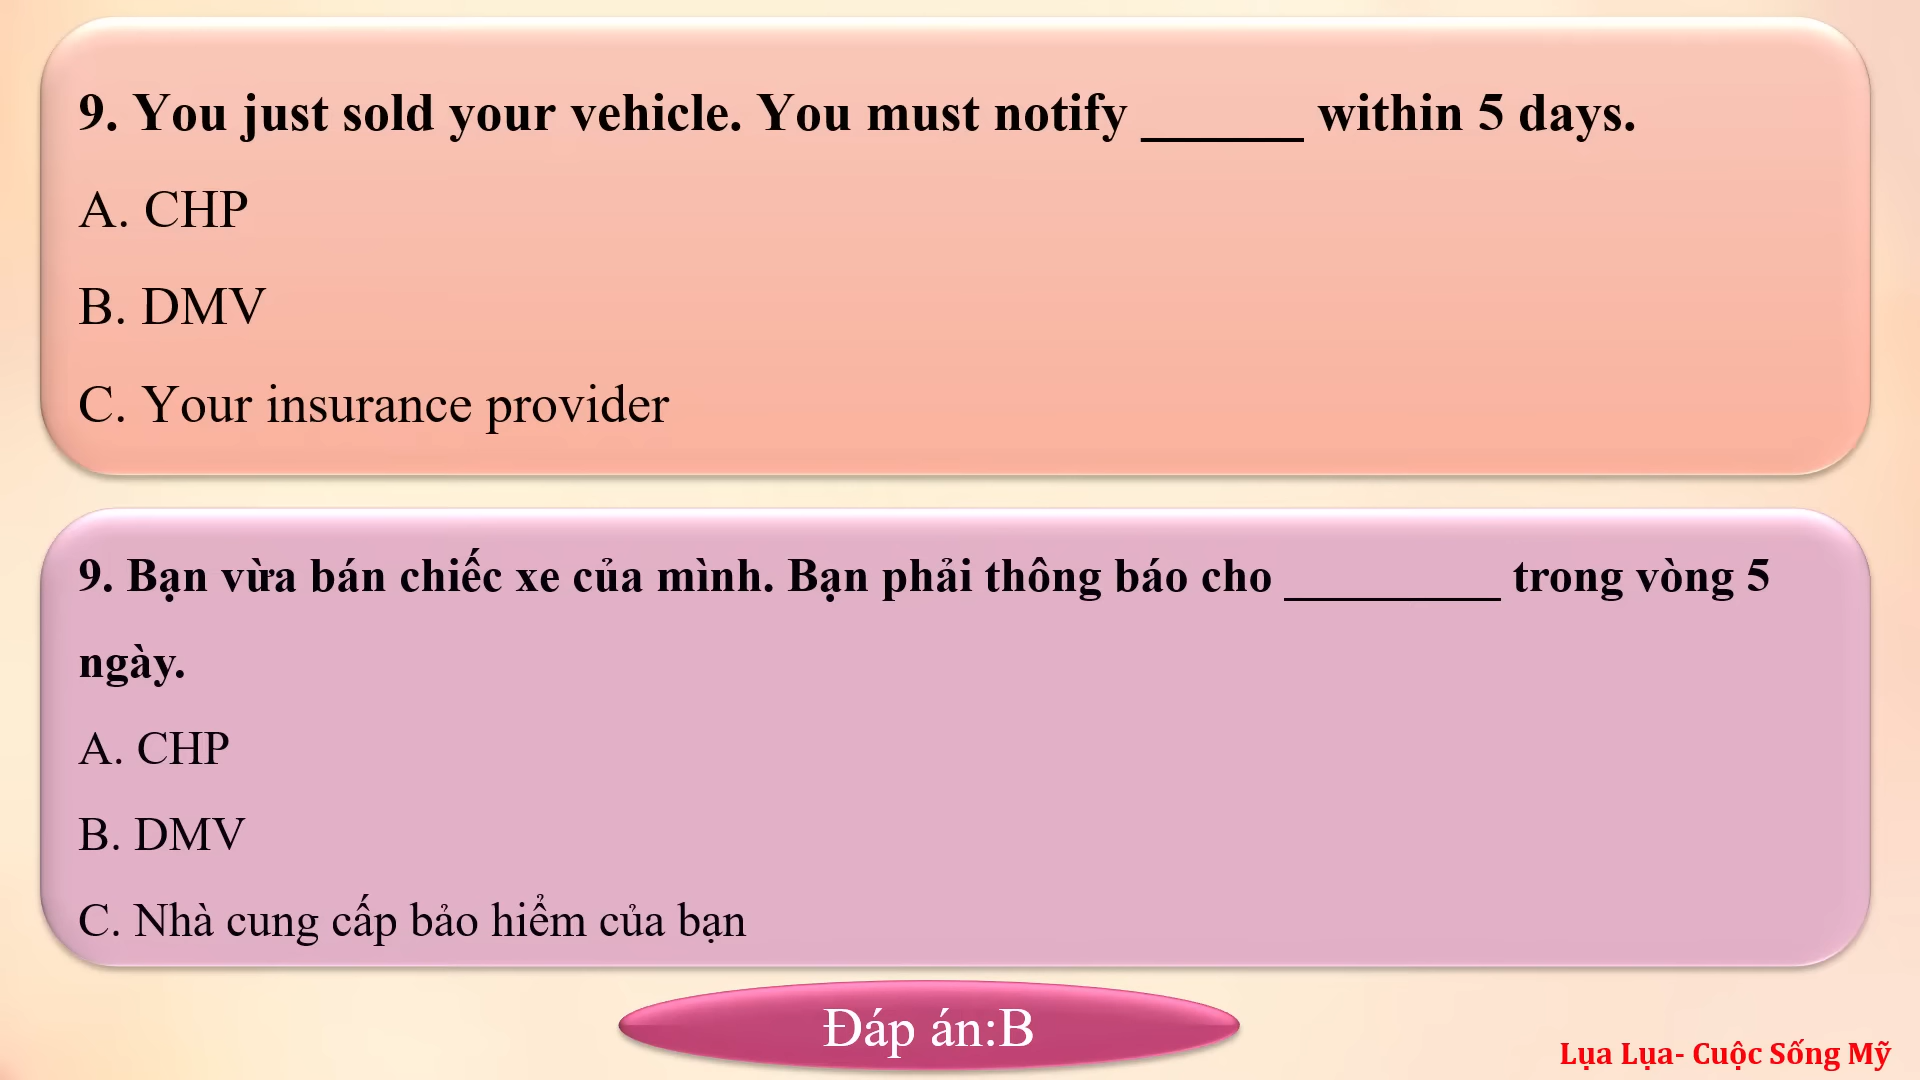 9. You just sold your vehicle. You must notify ______ within 5 days.
A. CHP
B. DMV
C. Your insurance provider
9. Bạn vừa bán chiếc xe của mình. Bạn phải thông báo cho _________ trong vòng 5
ngày.
A. CHP
B. DMV
C. Nhà cung cấp bảo hiểm của bạn
Đáp án:B
Lụa Lụa- Cuộc Sống Mỹ